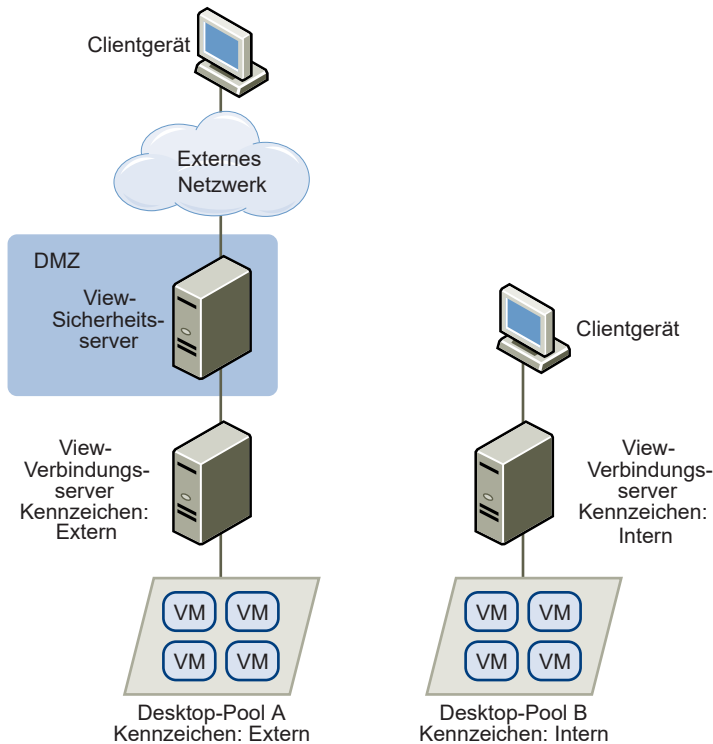 Clientgerät
Externes
Netzwerk
DMZ
View-
Sicherheits-
server
View-
Verbindungs-
server
Kennzeichen:
Extern
VM VM
VM VM
Desktop-Pool A
Kennzeichen: Extern
Clientgerät
View-
Verbindungs-
server
Kennzeichen:
Intern
VM VM
VM VM
Desktop-Pool B
Kennzeichen: Intern